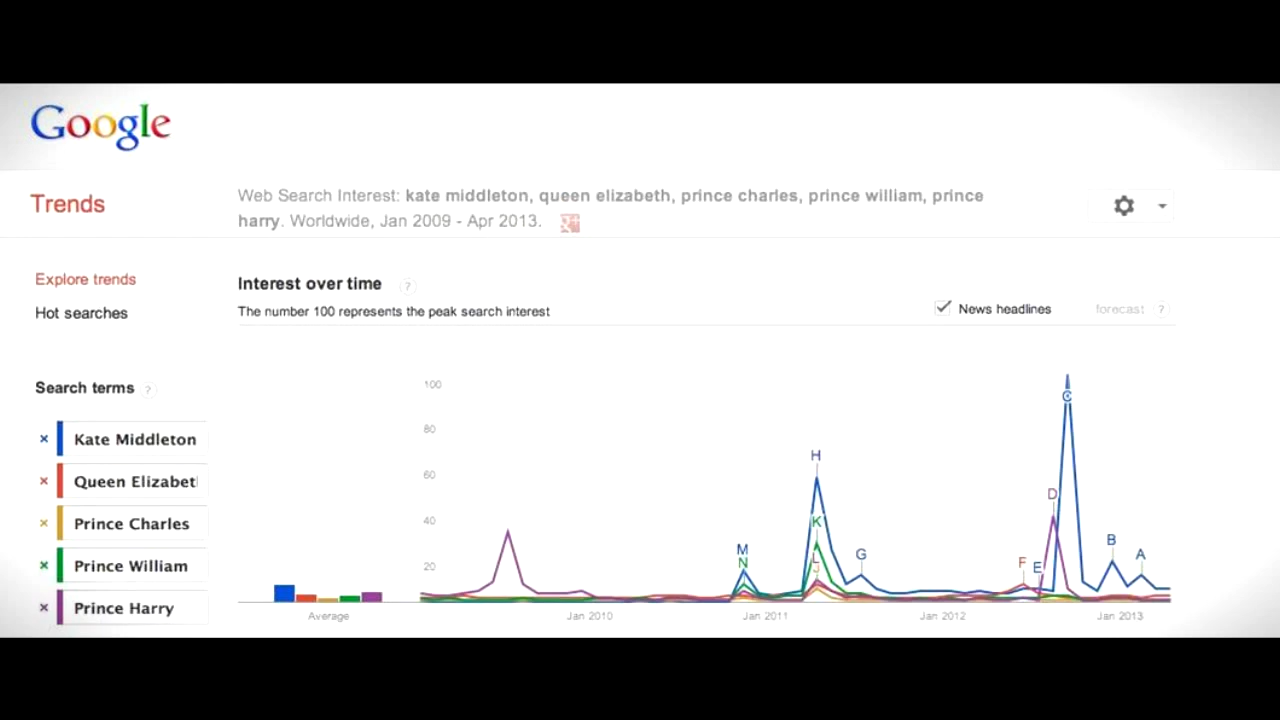 Google
Trends
Web Search Interest: kate middleton, queen elizabeth, prince charles, prince william, prince
harry. Worldwide, Jan 2009 - Apr 2013.
Explore trends
Hot searches
Interest over time ?
The number 100 represents the peak search interest
News headlines
forecast ?
Search terms ?
× Kate Middleton
× Queen Elizabet
× Prince Charles
× Prince William
× Prince Harry
100
80
60
40
20
M
N
H
K
L
J
G
F
E
D
C
B
A
Average
Jan 2010
Jan 2011
Jan 2012
Jan 2013